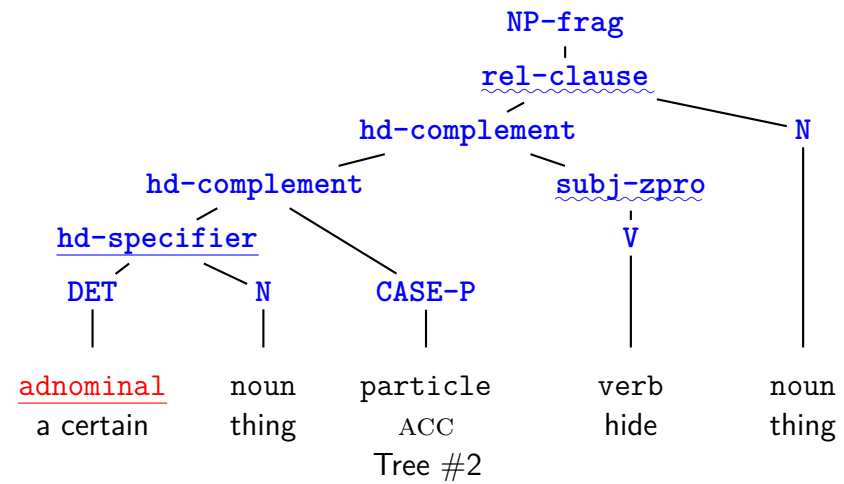 NP-frag
rel-clause
hd-complement N
hd-complement subj-zpro
hd-specifier V
DET N CASE-P
adnominal noun particle verb noun
a certain thing ACC hide thing
Tree #2